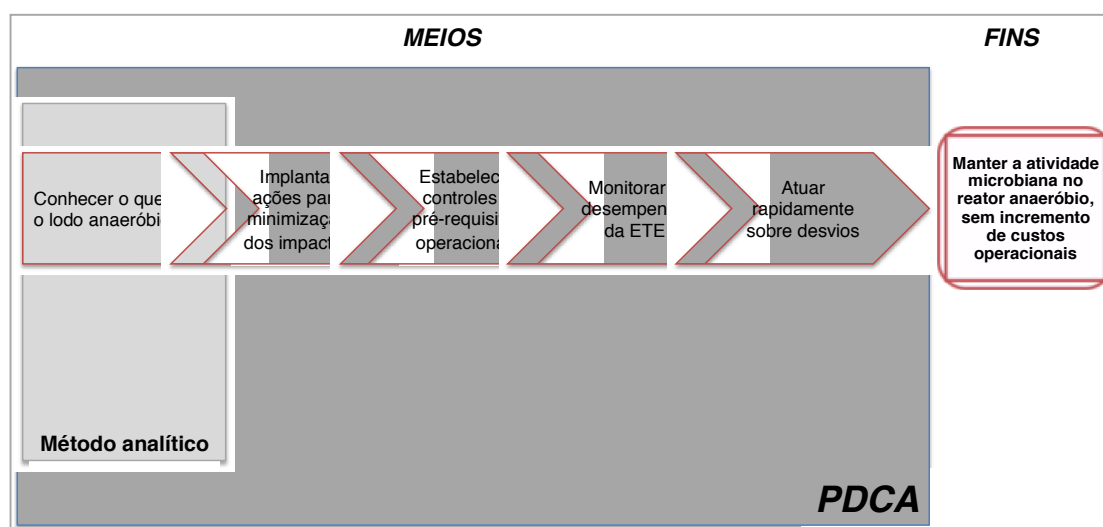 MEIOS
FINS
Conhecer o que
o lodo anaeróbi
Implanta
ações par
minimizaç
dos impact
Estabelec
controles
pré-requisi
operaciona
Monitorar
desempen
da ETE
Atuar
rapidamente
sobre desvios
Manter a atividade
microbiana no
reator anaeróbio,
sem incremento
de custos
operacionais
Método analítico
PDCA